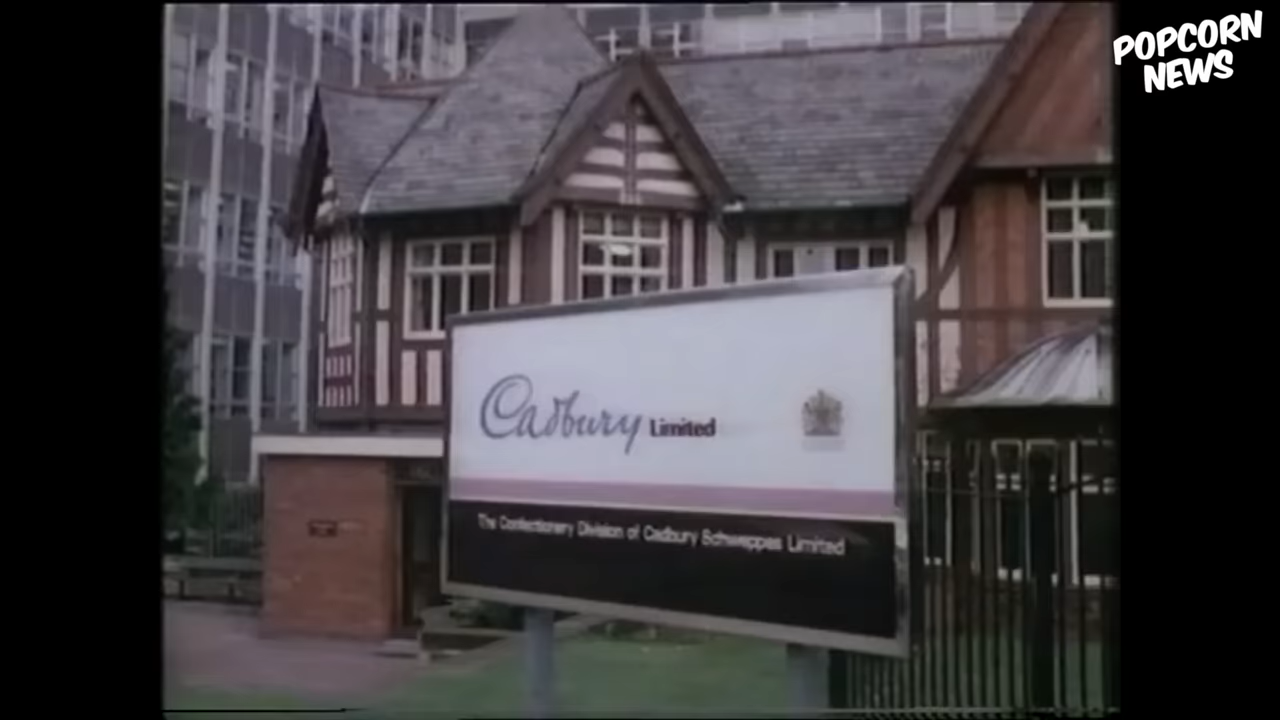 POPCORN
NEWS
Cadbury Limited
The Confectionery Division of Cadbury Schweppes Limited